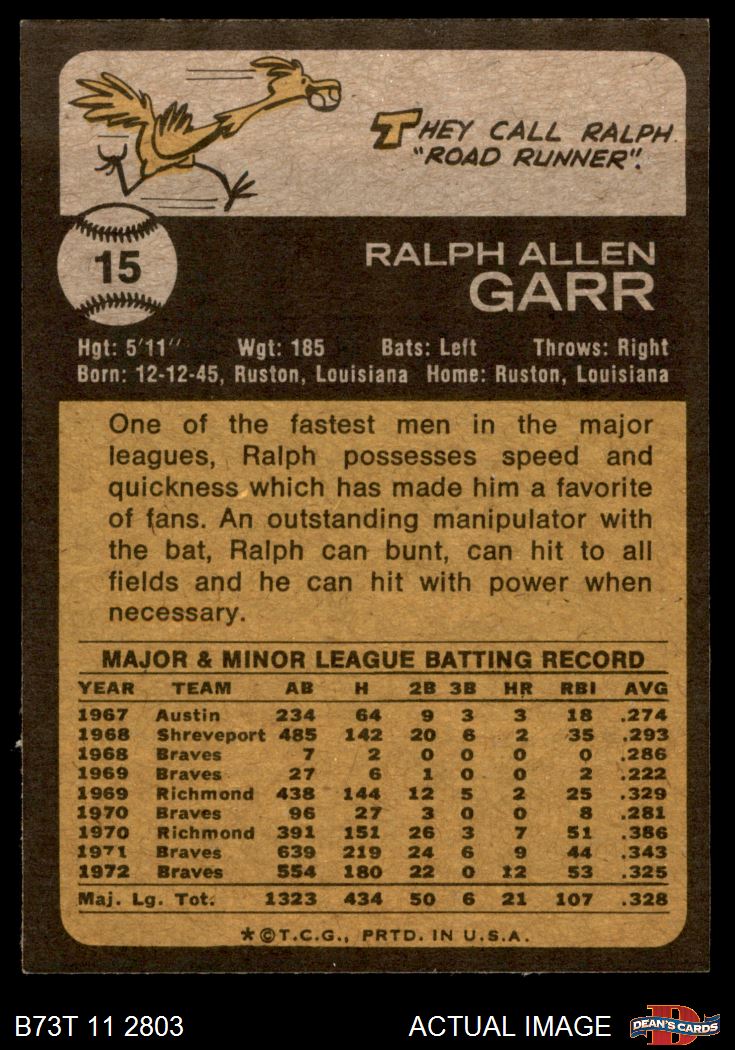 THEY CALL RALPH
"ROAD RUNNER".
15
RALPH ALLEN
GARR
Hgt: 5'11" Wgt: 185 Bats: Left Throws: Right
Born: 12-12-45, Ruston, Louisiana Home: Ruston, Louisiana
One of the fastest men in the major
leagues, Ralph possesses speed and
quickness which has made him a favorite
of fans. An outstanding manipulator with
the bat, Ralph can bunt, can hit to all
fields and he can hit with power when
necessary.
MAJOR & MINOR LEAGUE BATTING RECORD
YEAR TEAM AB H 2B 3B HR RBI AVG
1967 Austin 234 64 9 3 3 18 .274
1968 Shreveport 485 142 20 6 2 35 .293
1968 Braves 7 2 0 0 0 0 .286
1969 Braves 27 6 1 0 0 2 .222
1969 Richmond 438 144 12 5 2 25 .329
1970 Braves 96 27 3 0 0 8 .281
1970 Richmond 391 151 26 3 7 51 .386
1971 Braves 639 219 24 6 9 44 .343
1972 Braves 554 180 22 0 12 53 .325
Maj. Lg. Tot. 1323 434 50 6 21 107 .328
*©T.C.G., PRTD. IN U.S.A.
B73T 11 2803 ACTUAL IMAGE D DEAN'S CARDS